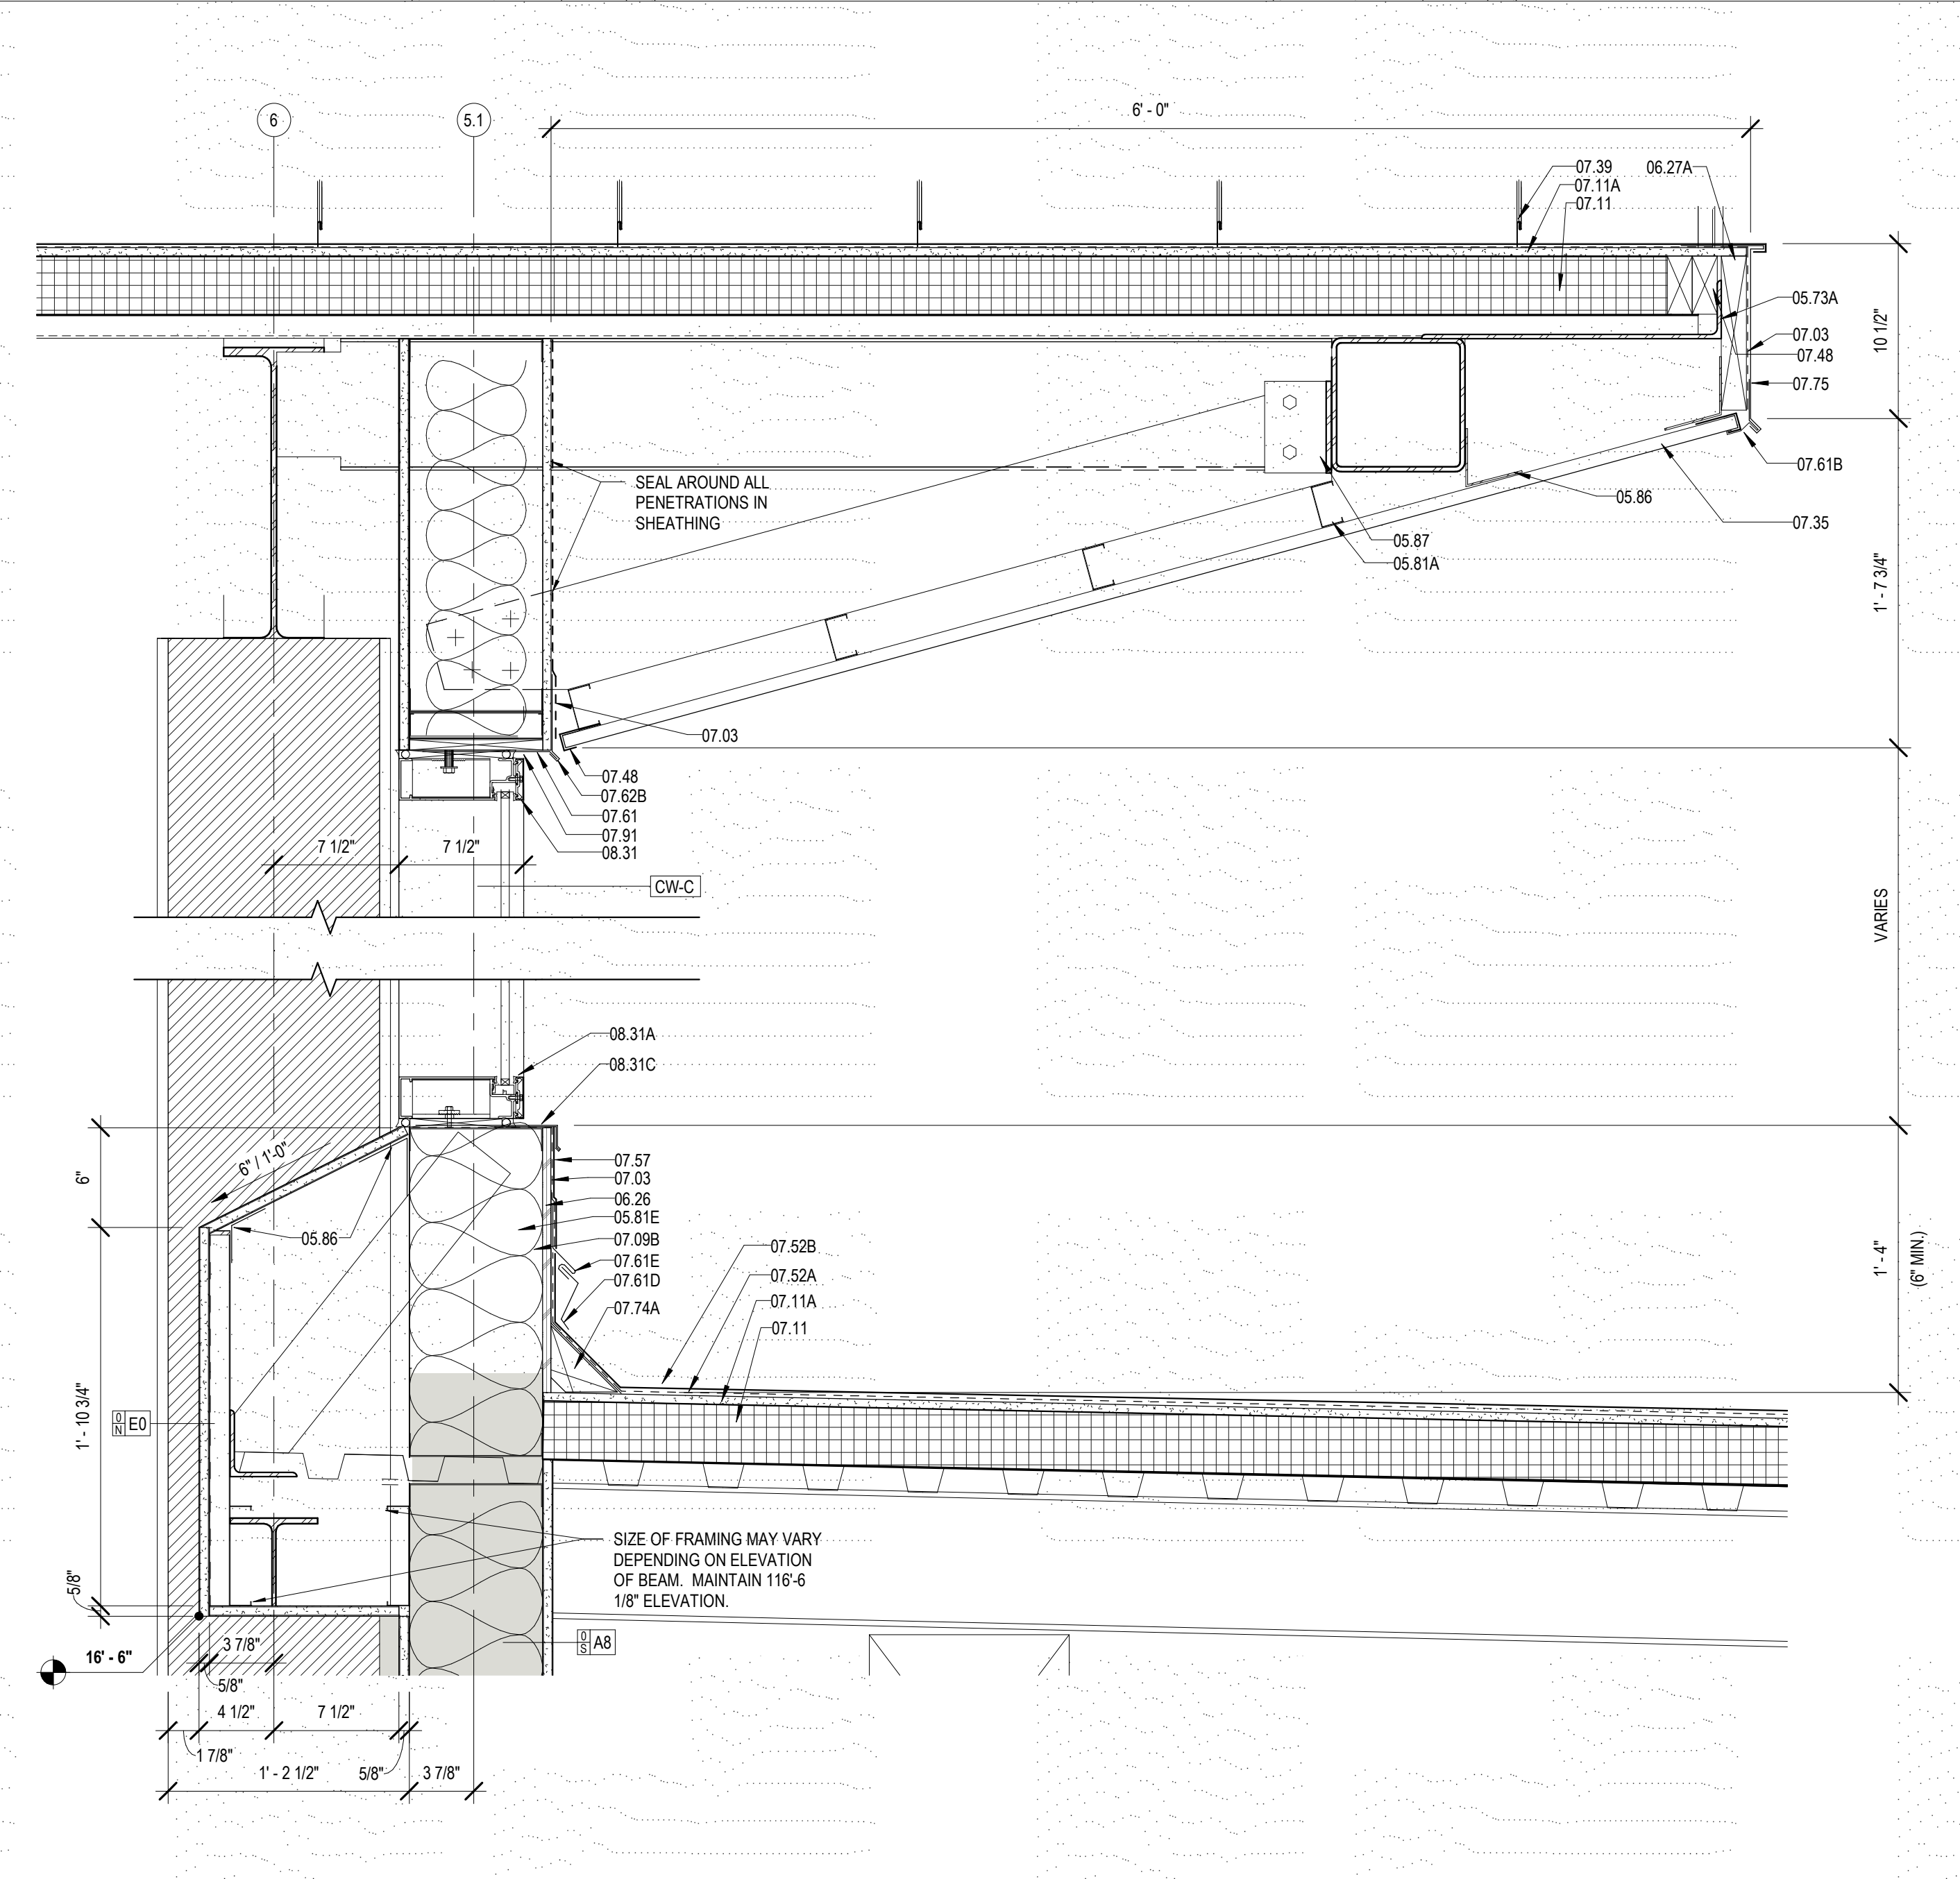 6
5.1
6' - 0"
07.39
06.27A
07.11A
07.11
05.73A
07.03
07.48
07.75
10 1/2"
07.61B
05.86
07.35
SEAL AROUND ALL
PENETRATIONS IN
SHEATHING
05.87
05.81A
1' - 7 3/4"
07.03
07.48
07.62B
07.61
07.91
08.31
7 1/2"
7 1/2"
CW-C
VARIES
08.31A
08.31C
6" / 1'-0"
6"
07.57
07.03
06.26
05.81E
05.86
07.09B
07.61E
07.61D
07.74A
07.52B
07.52A
07.11A
07.11
1' - 4"
(6" MIN.)
1' - 10 3/4"
0
N
E0
SIZE OF FRAMING MAY VARY
DEPENDING ON ELEVATION
OF BEAM. MAINTAIN 116'-6
1/8" ELEVATION.
5/8"
0
S
A8
16' - 6"
3 7/8"
5/8"
4 1/2"
7 1/2"
1 7/8"
1' - 2 1/2"
5/8"
3 7/8"